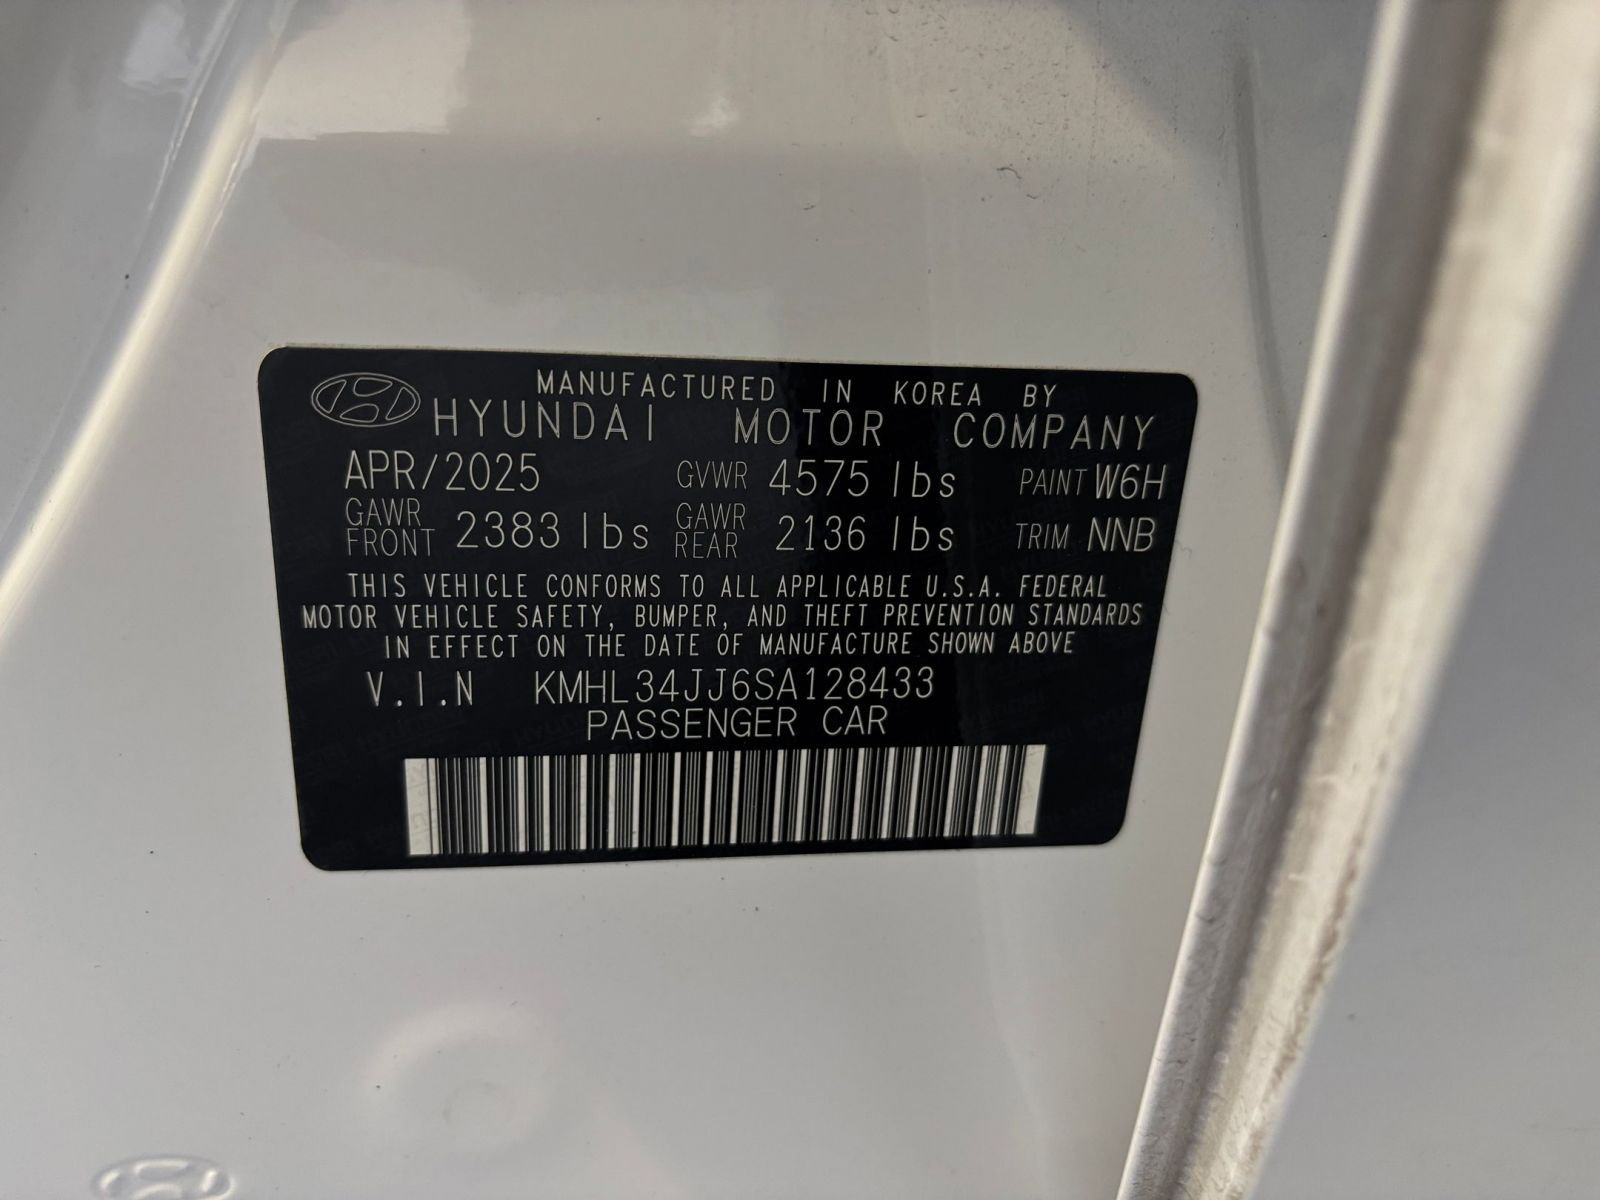 MANUFACTURED IN KOREA BY
HYUNDAI MOTOR COMPANY
APR/2025 GVWR 4575 lbs PAINT W6H
GAWR FRONT 2383 lbs GAWR REAR 2136 lbs TRIM NNB
THIS VEHICLE CONFORMS TO ALL APPLICABLE U.S.A. FEDERAL
MOTOR VEHICLE SAFETY, BUMPER, AND THEFT PREVENTION STANDARDS
IN EFFECT ON THE DATE OF MANUFACTURE SHOWN ABOVE
V.I.N KMHL34JJ6SA128433
PASSENGER CAR